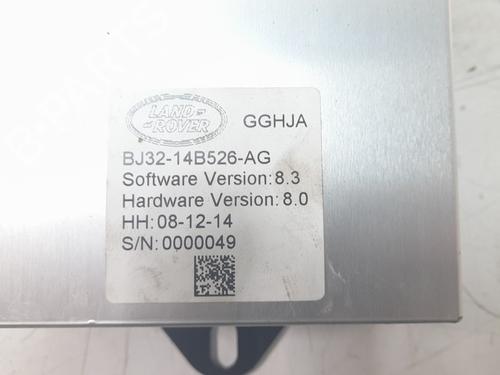 LAND ROVER
GGHJA
BJ32-14B526-AG
Software Version:8.3
Hardware Version:8.0
HH:08-12-14
S/N:0000049